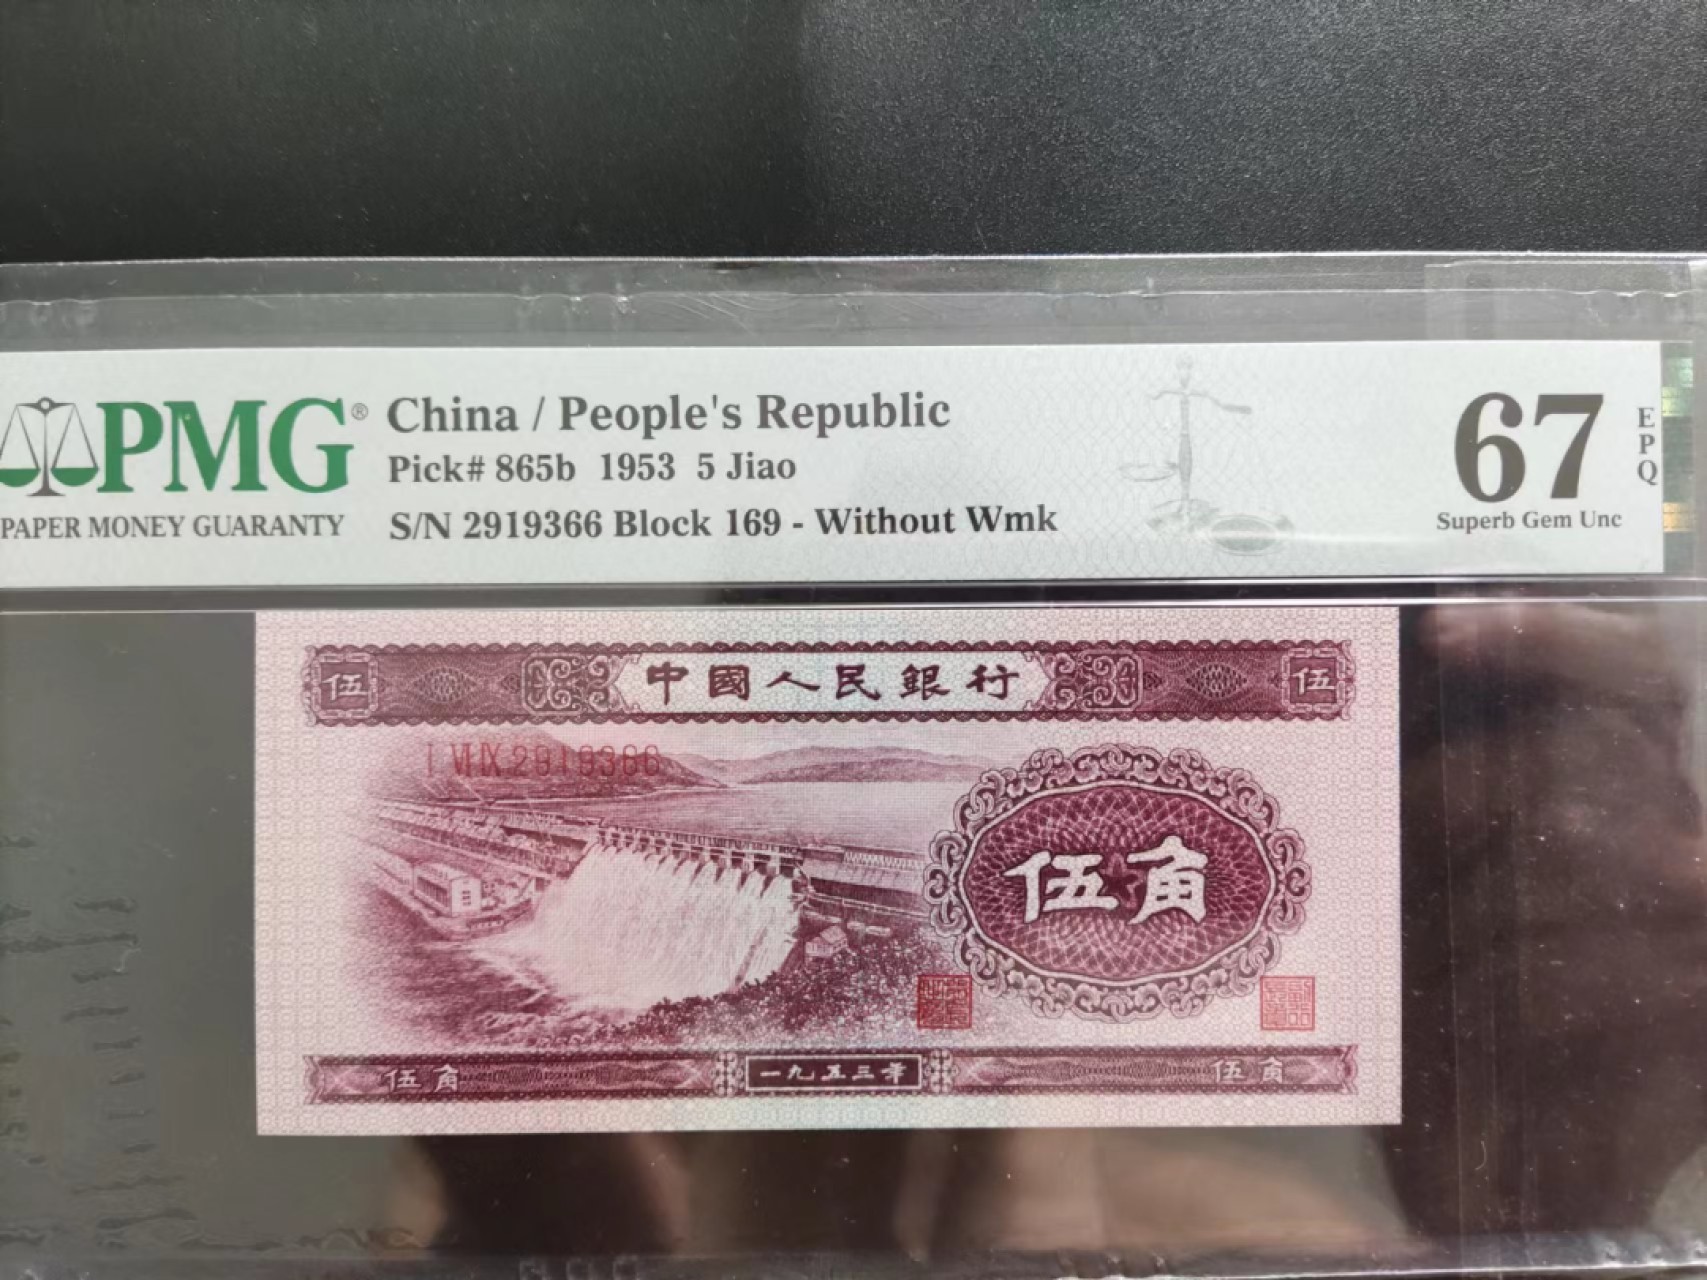 PMG® China / People's Republic
Pick# 865b 1953 5 Jiao
PAPER MONEY GUARANTY S/N 2919366 Block 169 - Without Wmk
67 EPQ
Superb Gem Unc
伍 中國人民銀行 伍
I VI IX 2919366
伍角
伍角 一九五三年 伍角